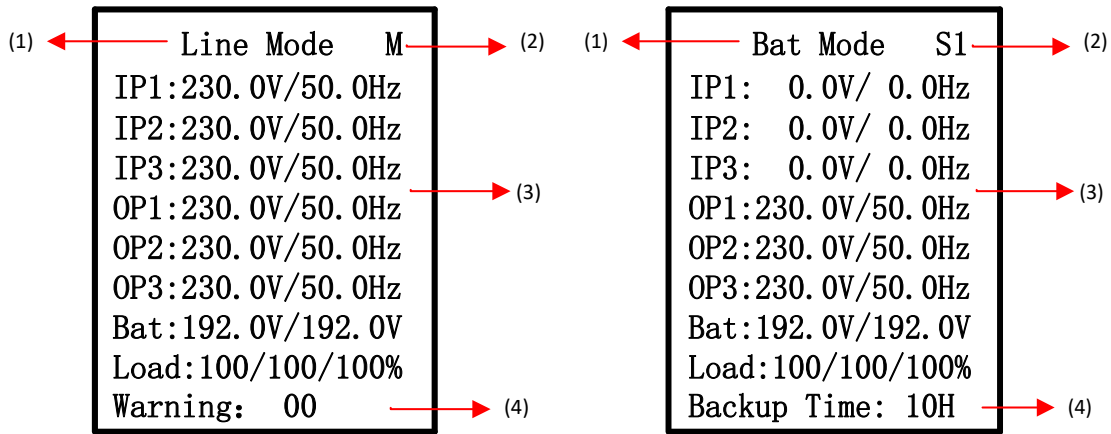 (1) Line Mode M (2)
IP1:230.0V/50.0Hz
IP2:230.0V/50.0Hz
IP3:230.0V/50.0Hz
(3)
OP1:230.0V/50.0Hz
OP2:230.0V/50.0Hz
OP3:230.0V/50.0Hz
Bat:192.0V/192.0V
Load:100/100/100%
Warning: 00 (4)
(1) Bat Mode S1 (2)
IP1: 0.0V/ 0.0Hz
IP2: 0.0V/ 0.0Hz
IP3: 0.0V/ 0.0Hz
(3)
OP1:230.0V/50.0Hz
OP2:230.0V/50.0Hz
OP3:230.0V/50.0Hz
Bat:192.0V/192.0V
Load:100/100/100%
Backup Time: 10H (4)